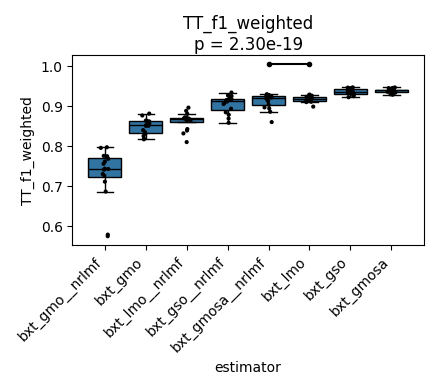 TT_f1_weighted
p = 2.30e-19
TT_f1_weighted
1.0
0.9
0.8
0.7
0.6
bxt_gmo__nrlmf
bxt_gmo
bxt_lmo__nrlmf
bxt_gso__nrlmf
bxt_gmosa__nrlmf
bxt_lmo
bxt_gso
bxt_gmosa
estimator